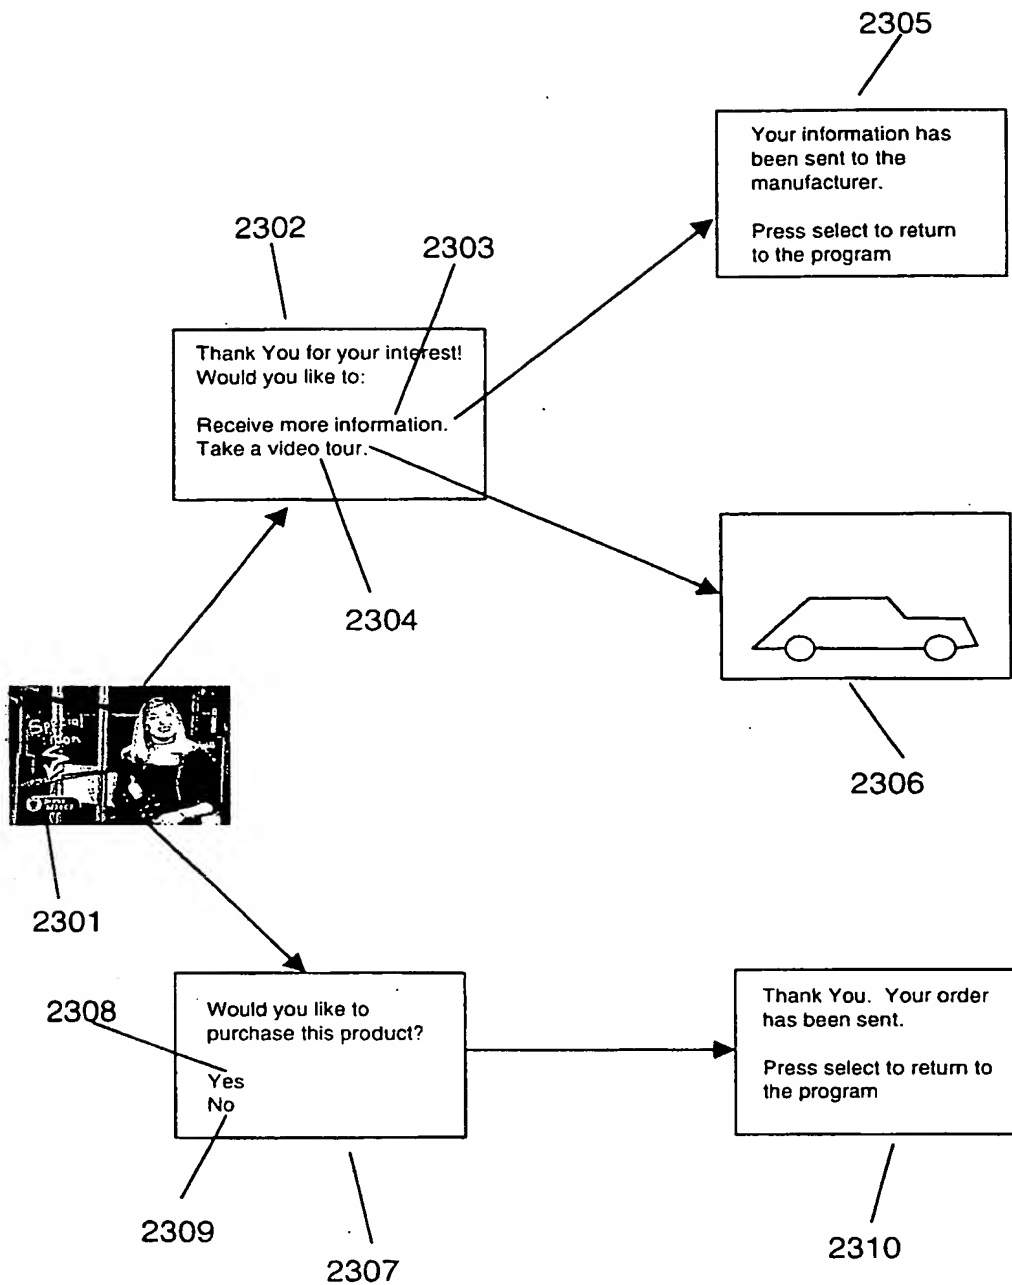 2305
Your information has
been sent to the
manufacturer.
Press select to return
to the program
2302
2303
Thank You for your interest!
Would you like to:
Receive more information.
Take a video tour.
2304
2306
Special
2301
2308
Would you like to
purchase this product?
Yes
No
2309
2307
Thank You. Your order
has been sent.
Press select to return to
the program
2310